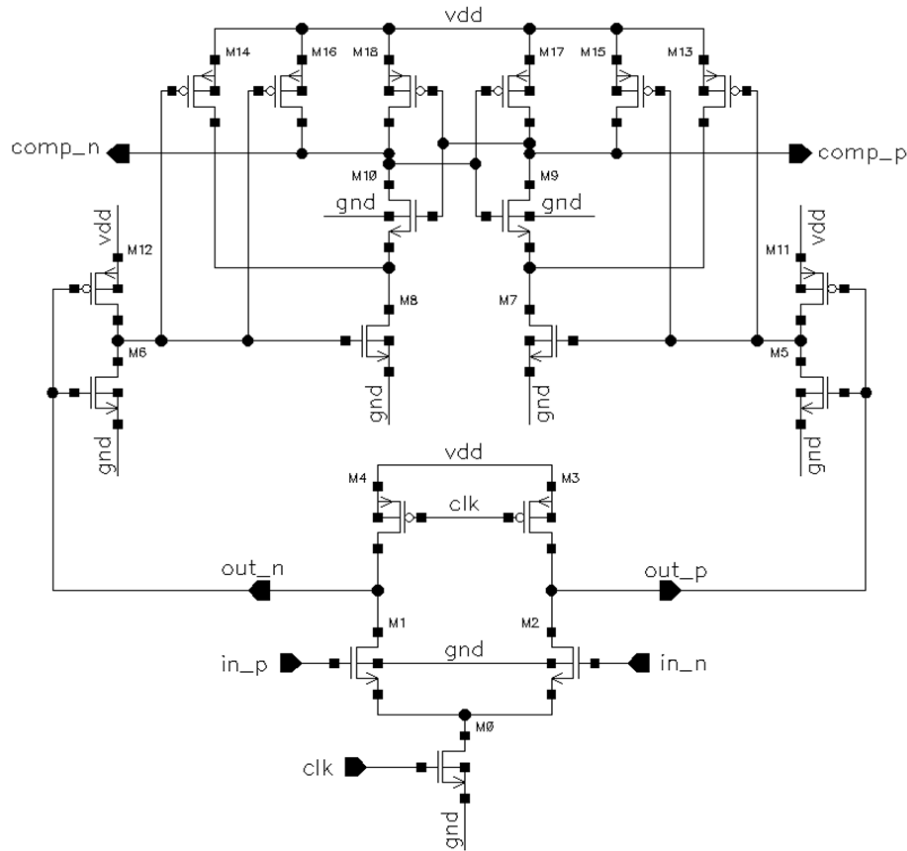 vdd
M14 M16 M18 M17 M15 M13
comp_n comp_p
M10 M9
gnd gnd
vdd vdd
M12 M11
M8 M7
M6 M5
gnd gnd
gnd gnd
vdd
M4 M3
clk
out_n out_p
M1 M2
in_p gnd in_n
M0
clk
gnd